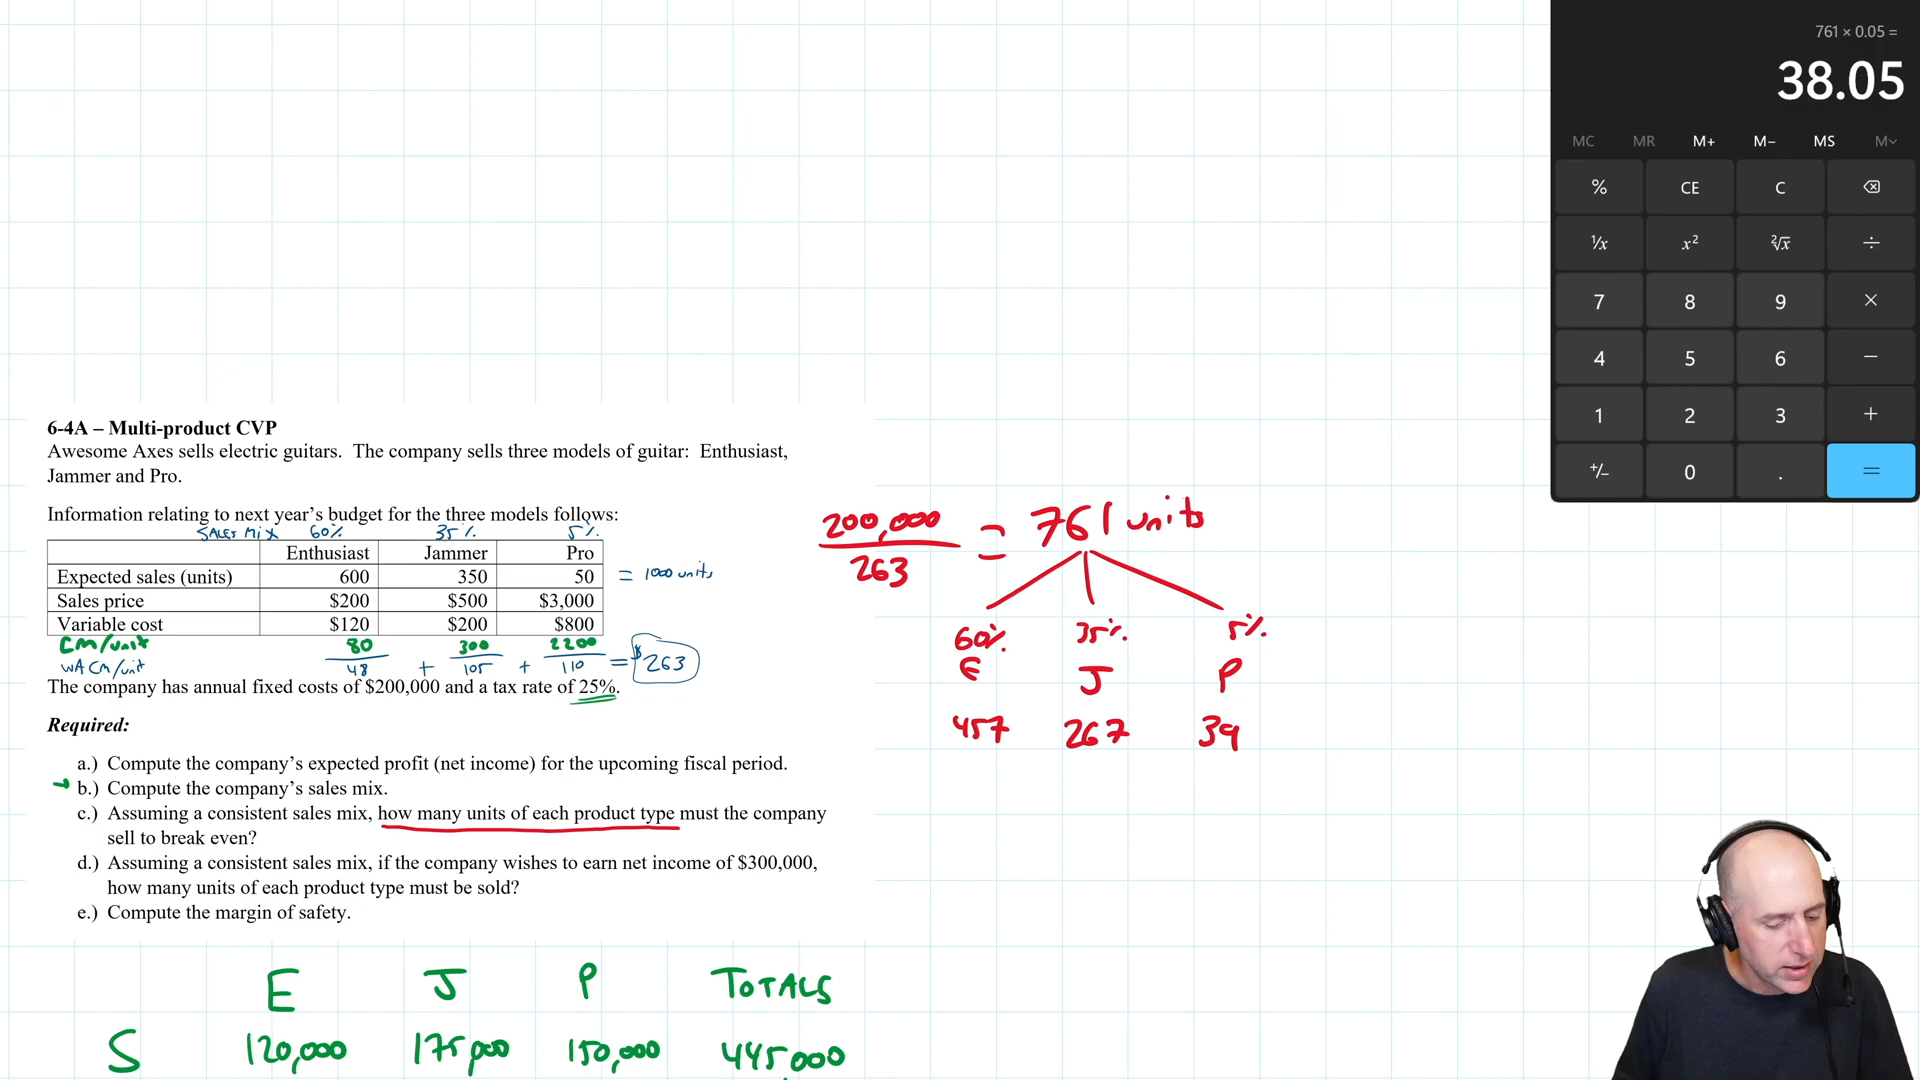 761 × 0.05 =
38.05
MC MR M+ M− MS M˅
% CE C ⌫
¹/x x² ²√x ÷
7 8 9 ×
4 5 6 −
1 2 3 +
+/− 0 . =
6-4A – Multi-product CVP
Awesome Axes sells electric guitars.  The company sells three models of guitar:  Enthusiast,
Jammer and Pro.
Information relating to next year's budget for the three models follows:
SALES MIX 60% 35% 5%
Enthusiast Jammer Pro
Expected sales (units) 600 350 50 = 1000 units
Sales price $200 $500 $3,000
Variable cost $120 $200 $800
CM/unit 80 300 2200
WACM/unit 48 + 105 + 110 = $263
The company has annual fixed costs of $200,000 and a tax rate of 25%.
Required:
a.) Compute the company's expected profit (net income) for the upcoming fiscal period.
→ b.) Compute the company's sales mix.
c.) Assuming a consistent sales mix, how many units of each product type must the company
sell to break even?
d.) Assuming a consistent sales mix, if the company wishes to earn net income of $300,000,
how many units of each product type must be sold?
e.) Compute the margin of safety.
200,000
263
= 761 units
60% 35% 5%
E J P
457 267 39
E J P TOTALS
S 120,000 175,000 150,000 445,000